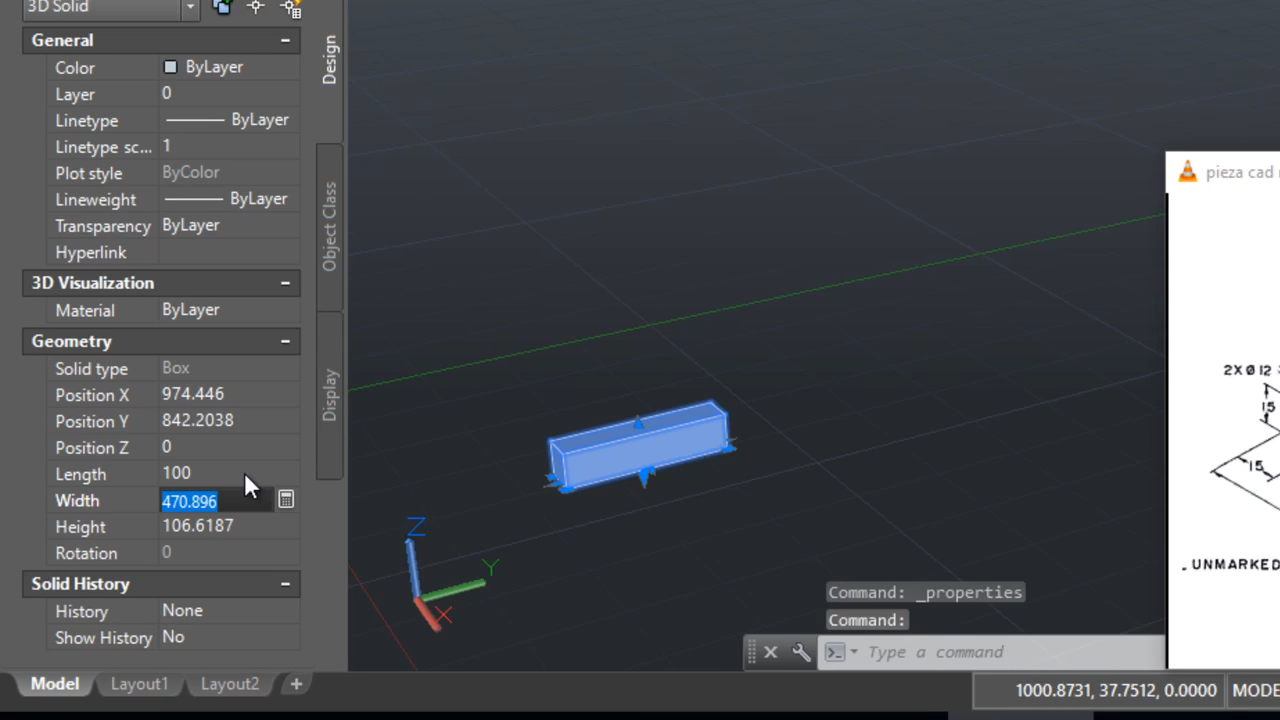 3D Solid
General
Color ByLayer
Layer 0
Linetype ByLayer
Linetype sc... 1
Plot style ByColor
Lineweight ByLayer
Transparency ByLayer
Hyperlink
3D Visualization
Material ByLayer
Geometry
Solid type Box
Position X 974.446
Position Y 842.2038
Position Z 0
Length 100
Width 470.896
Height 106.6187
Rotation 0
Solid History
History None
Show History No
Design
Object Class
Display
Z
Y
X
pieza cad
2X Ø12
15
15
UNMARKED
Command: _properties
Command:
Type a command
Model Layout1 Layout2 +
1000.8731, 37.7512, 0.0000 MODE